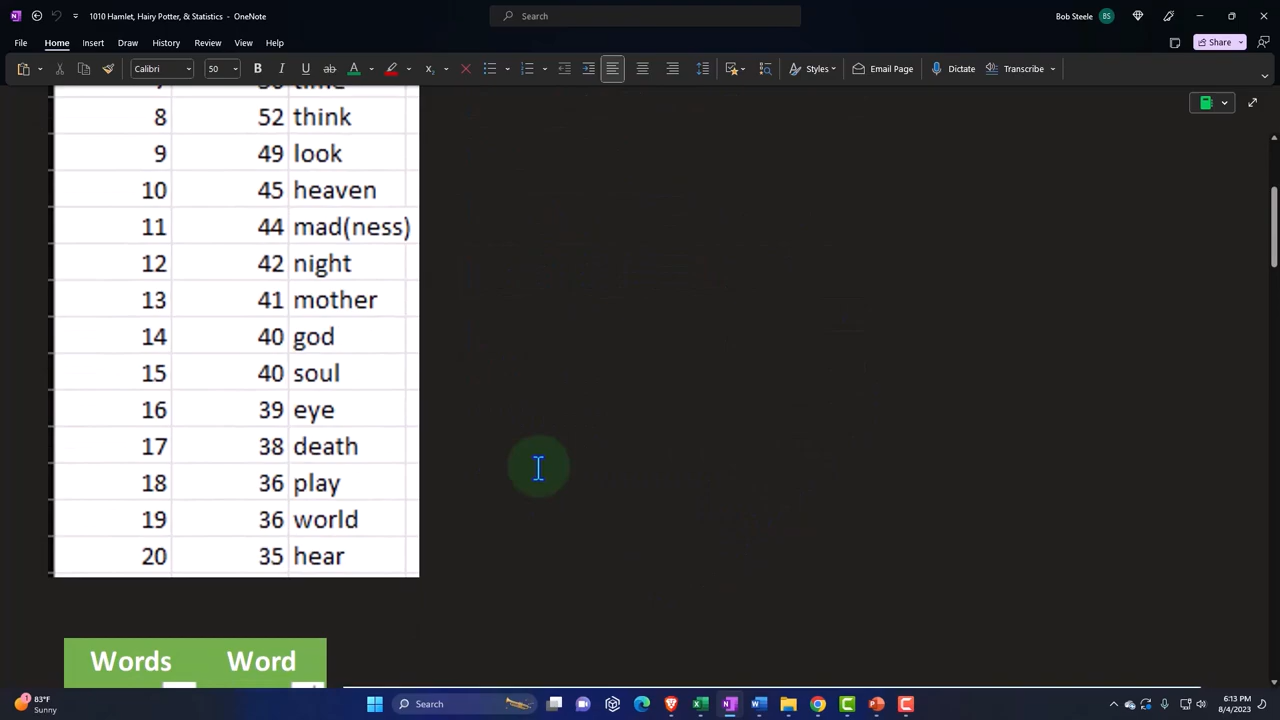 1010 Hamlet, Hairy Potter, & Statistics - OneNote
Search
Bob Steele
BS
File
Home
Insert
Draw
History
Review
View
Help
Share
Calibri
50
Styles
Email Page
Dictate
Transcribe
8 52 think
9 49 look
10 45 heaven
11 44 mad(ness)
12 42 night
13 41 mother
14 40 god
15 40 soul
16 39 eye
17 38 death
18 36 play
19 36 world
20 35 hear
Words Word
83°F
Sunny
Search
6:13 PM
8/4/2023